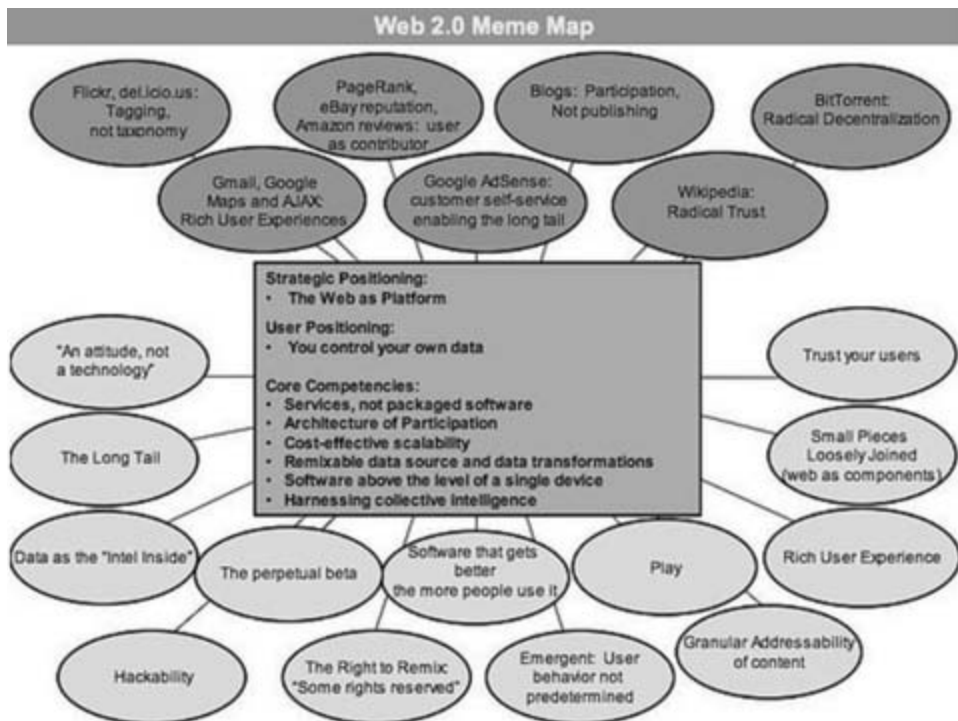 Web 2.0 Meme Map
Flickr, del.icio.us:
Tagging,
not taxonomy
PageRank,
eBay reputation,
Amazon reviews: user
as contributor
Blogs: Participation,
Not publishing
BitTorrent:
Radical Decentralization
Gmail, Google
Maps and AJAX:
Rich User Experiences
Google AdSense:
customer self-service
enabling the long tail
Wikipedia:
Radical Trust
Strategic Positioning:
• The Web as Platform
User Positioning:
• You control your own data
Core Competencies:
• Services, not packaged software
• Architecture of Participation
• Cost-effective scalability
• Remixable data source and data transformations
• Software above the level of a single device
• Harnessing collective intelligence
"An attitude, not
a technology"
Trust your users
The Long Tail
Small Pieces
Loosely Joined
(web as components)
Data as the "Intel Inside"
The perpetual beta
Software that gets
better
the more people use it
Play
Rich User Experience
Hackability
The Right to Remix:
"Some rights reserved"
Emergent: User
behavior not
predetermined
Granular Addressability
of content